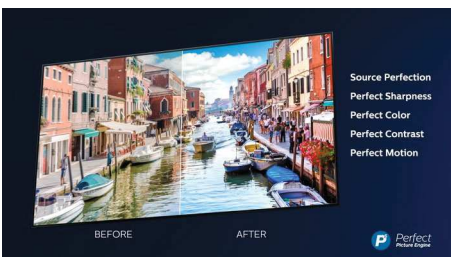 Source Perfection
Perfect Sharpness
Perfect Color
Perfect Contrast
Perfect Motion
BEFORE
AFTER
P
Perfect
Picture Engine